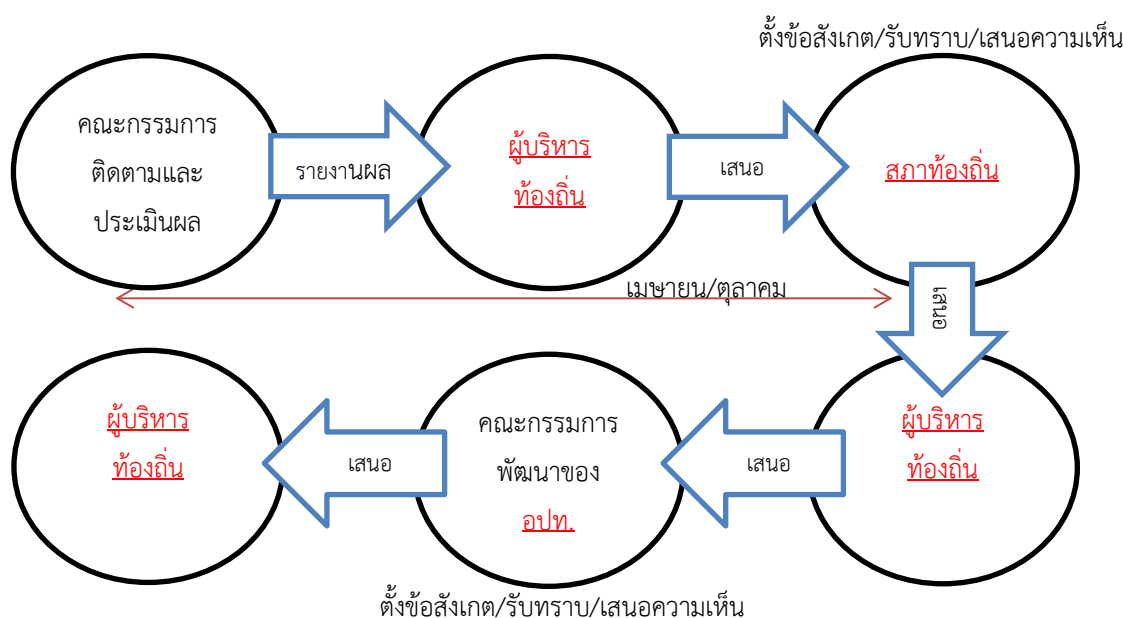 ตั้งข้อสังเกต/รับทราบ/เสนอความเห็น
คณะกรรมการ
ติดตามและ
ประเมินผล
รายงานผล
ผู้บริหาร
ท้องถิ่น
เสนอ
สภาท้องถิ่น
เมษายน/ตุลาคม
เสนอ
ผู้บริหาร
ท้องถิ่น
เสนอ
คณะกรรมการ
พัฒนาของ
อปท.
เสนอ
ผู้บริหาร
ท้องถิ่น
ตั้งข้อสังเกต/รับทราบ/เสนอความเห็น